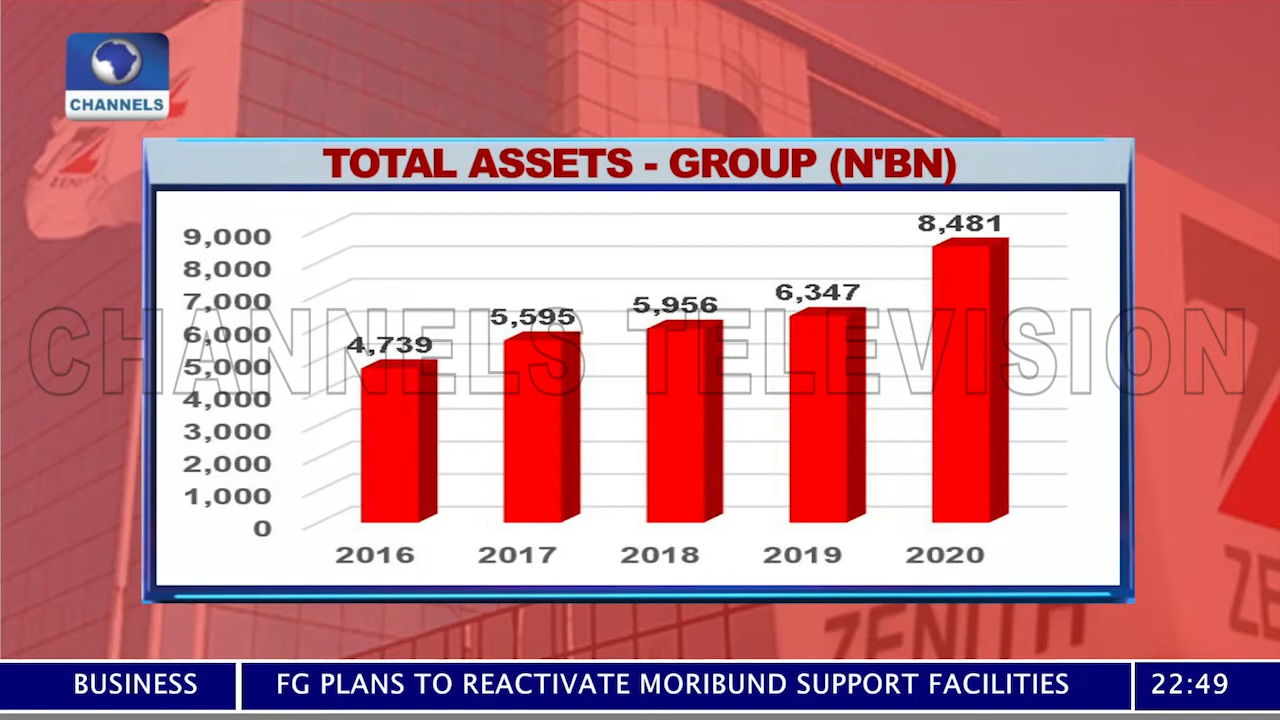 CHANNELS
ZENITH
TOTAL ASSETS - GROUP (N'BN)
9,000
8,000
7,000
6,000
5,000
4,000
3,000
2,000
1,000
0
4,739
5,595
5,956
6,347
8,481
2016
2017
2018
2019
2020
CHANNELS TELEVISION
ZENITH
ZE
BUSINESS
FG PLANS TO REACTIVATE MORIBUND SUPPORT FACILITIES
22:49